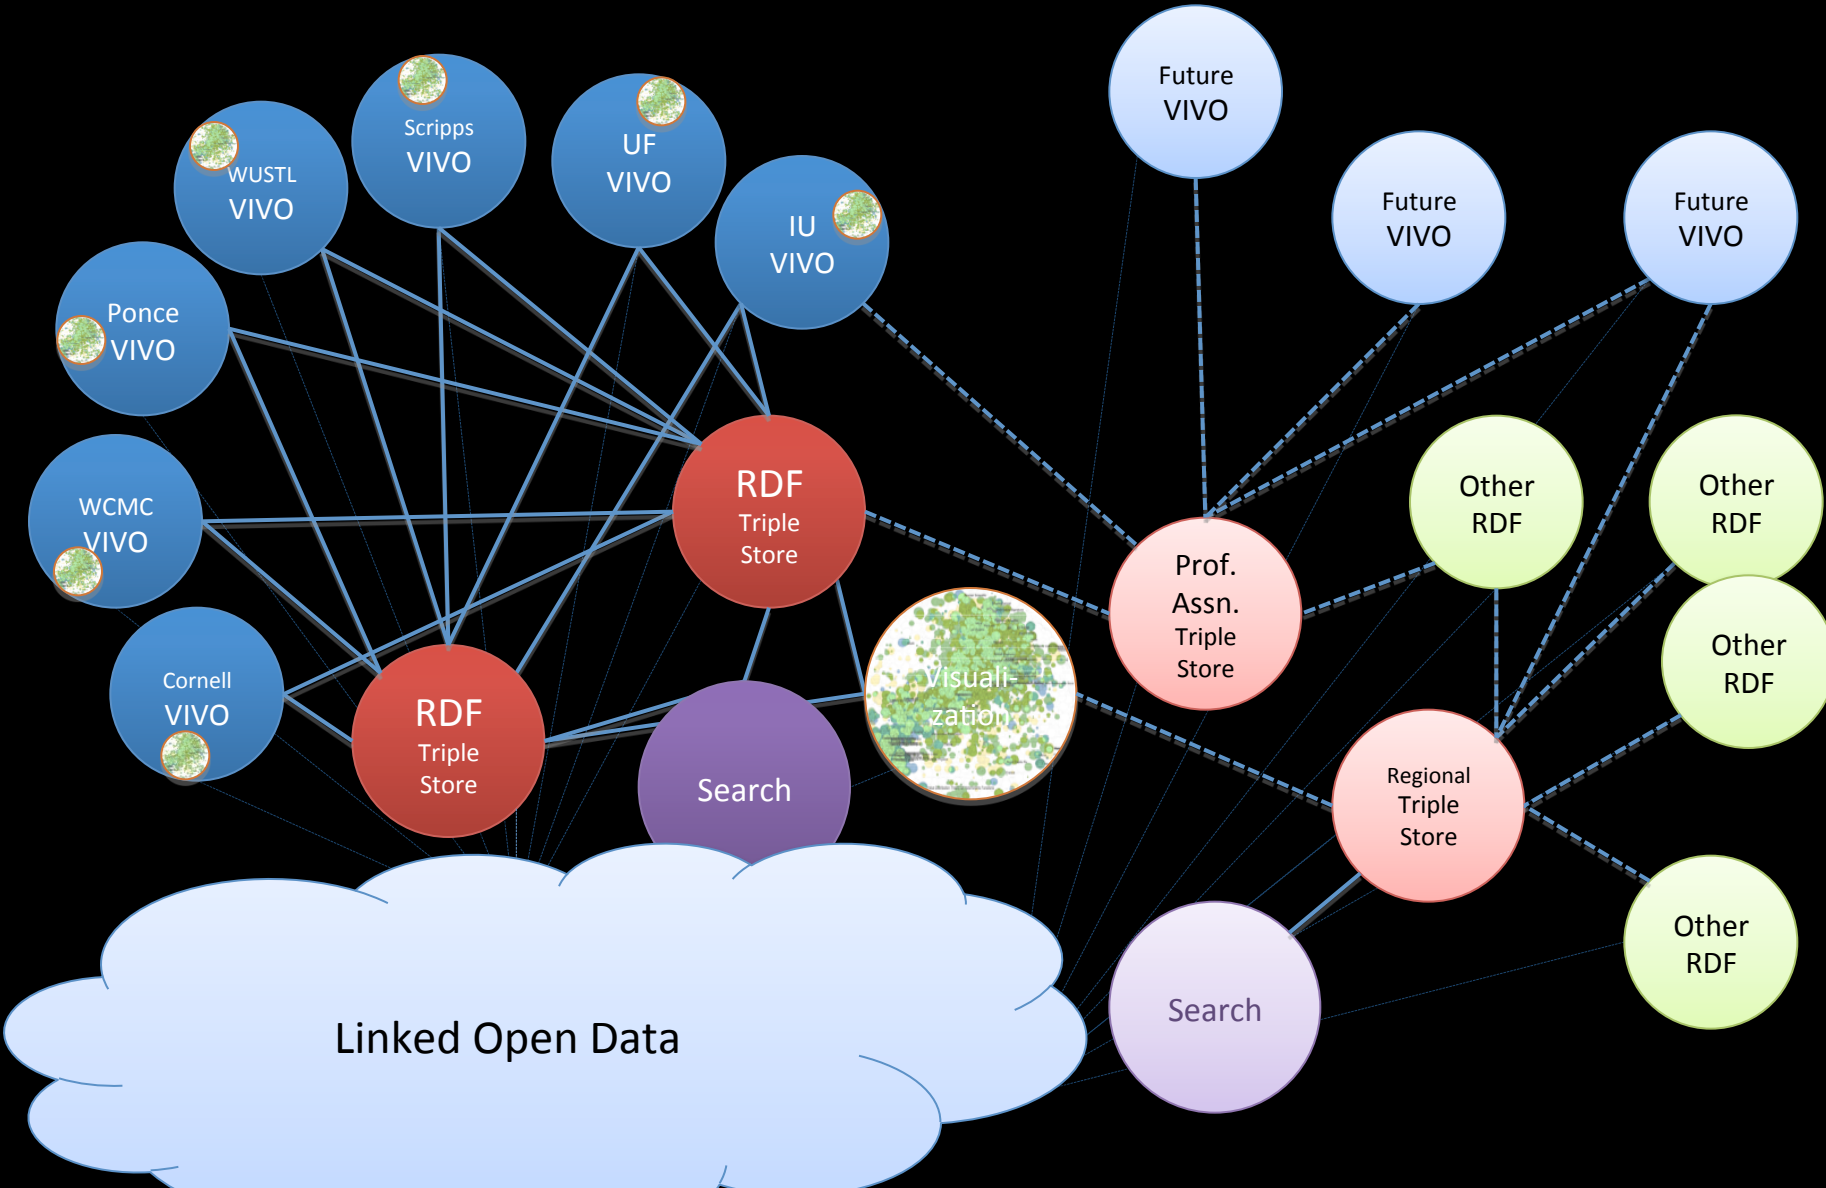 Future
VIVO
Scripps
VIVO
UF
VIVO
WUSTL
VIVO
IU
VIVO
Future
VIVO
Future
VIVO
Ponce
VIVO
WCMC
VIVO
RDF
Triple
Store
Other
RDF
Other
RDF
Prof.
Assn.
Triple
Store
Other
RDF
Cornell
VIVO
RDF
Triple
Store
Visuali-
zation
Search
Regional
Triple
Store
Other
RDF
Search
Linked Open Data